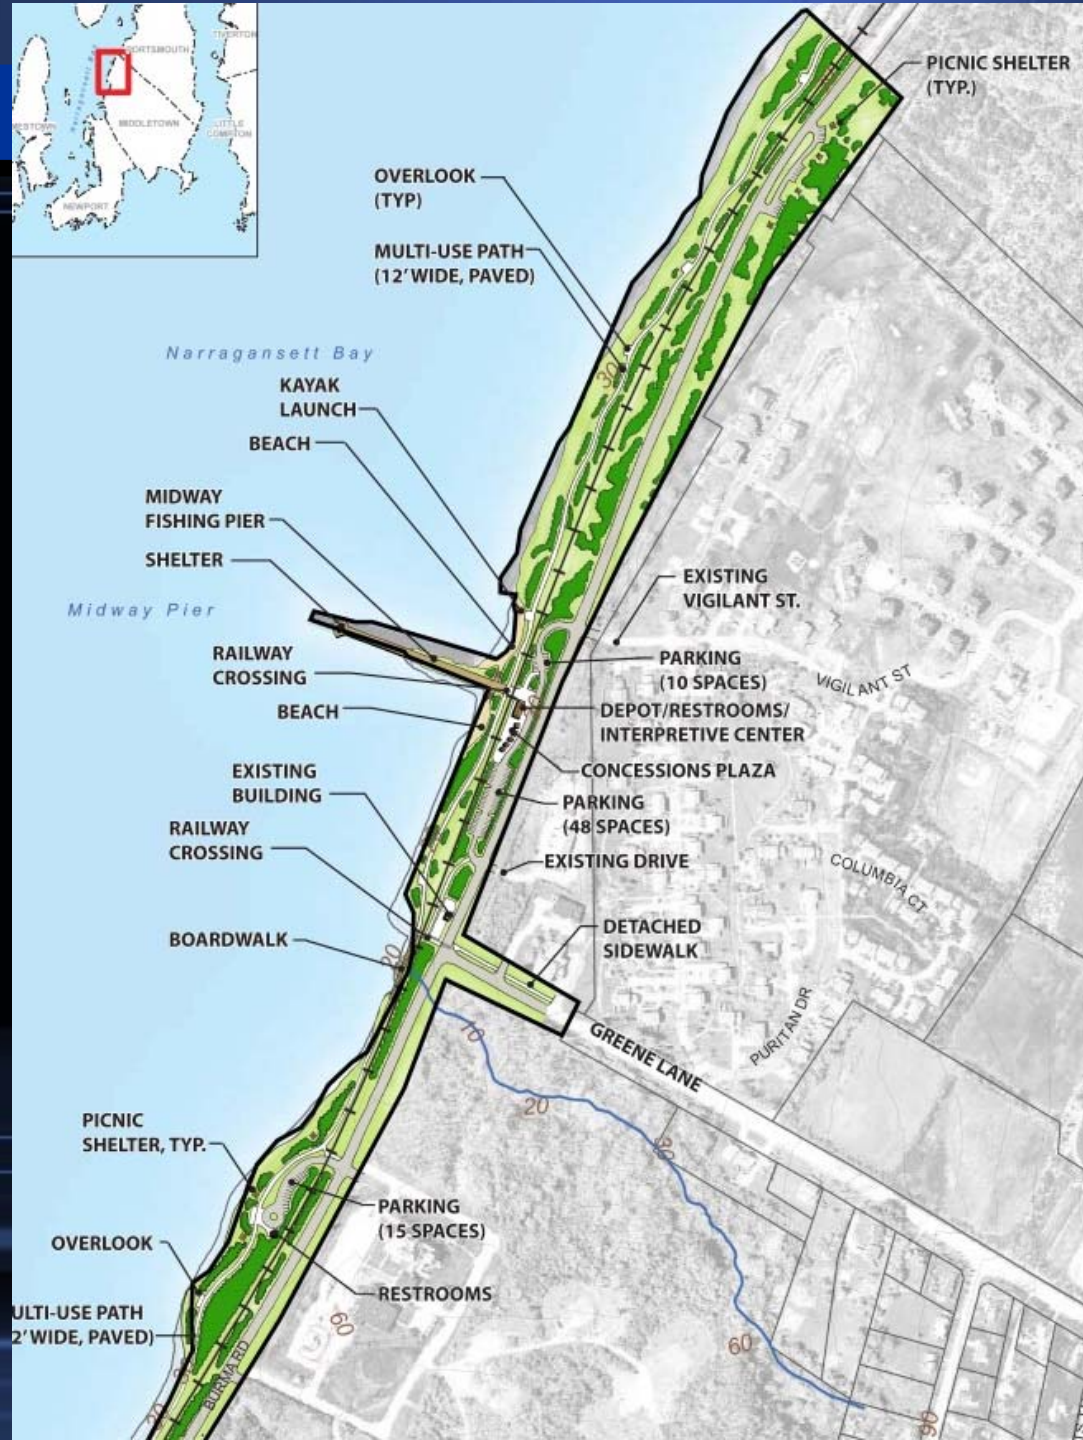 TIVERTON
PORTSMOUTH
Narragansett Bay
MIDDLETOWN
LITTLE
COMPTON
NEWPORT
PICNIC SHELTER
(TYP.)
OVERLOOK
(TYP)
MULTI-USE PATH
(12' WIDE, PAVED)
30
Narragansett Bay
KAYAK
LAUNCH
BEACH
MIDWAY
FISHING PIER
SHELTER
EXISTING
VIGILANT ST.
Midway Pier
RAILWAY
CROSSING
PARKING
(10 SPACES)
VIGILANT ST
BEACH
DEPOT/RESTROOMS/
INTERPRETIVE CENTER
EXISTING
BUILDING
CONCESSIONS PLAZA
PARKING
(48 SPACES)
RAILWAY
CROSSING
EXISTING DRIVE
COLUMBIA CT
BOARDWALK
20
DETACHED
SIDEWALK
PURITAN DR
10
GREENE LANE
20
30
PICNIC
SHELTER, TYP.
PARKING
(15 SPACES)
OVERLOOK
RESTROOMS
ULTI-USE PATH
2' WIDE, PAVED)
60
60
BURMA RD
20
90